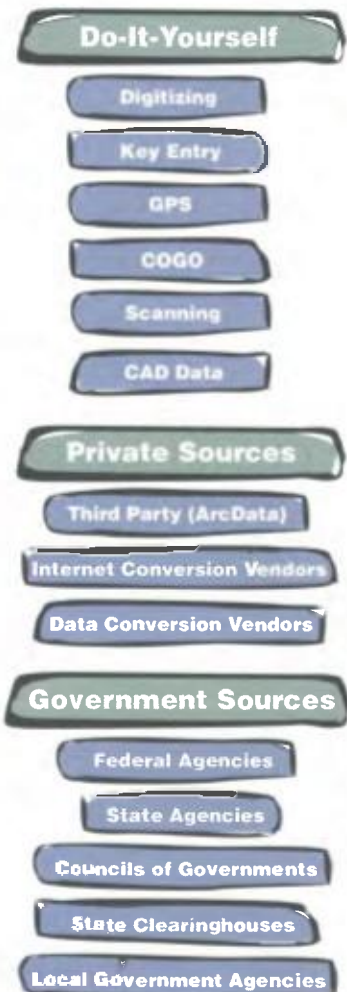 Do-It-Yourself
Digitizing
Key Entry
GPS
COGO
Scanning
CAD Data
Private Sources
Third Party (ArcData)
Internet Conversion Vendors
Data Conversion Vendors
Government Sources
Federal Agencies
State Agencies
Councils of Governments
State Clearinghouses
Local Government Agencies